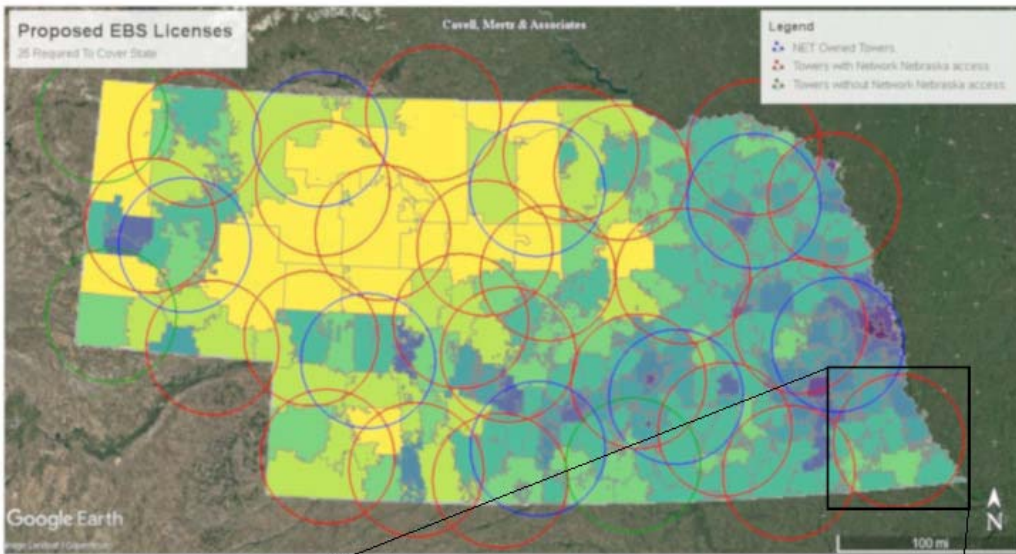 Proposed EBS Licenses
35 Required To Cover State
Cavell, Mertz & Associates
Legend
NET Owned Towers
Towers with Network Nebraska access
Towers without Network Nebraska access
Google Earth
N
100 mi